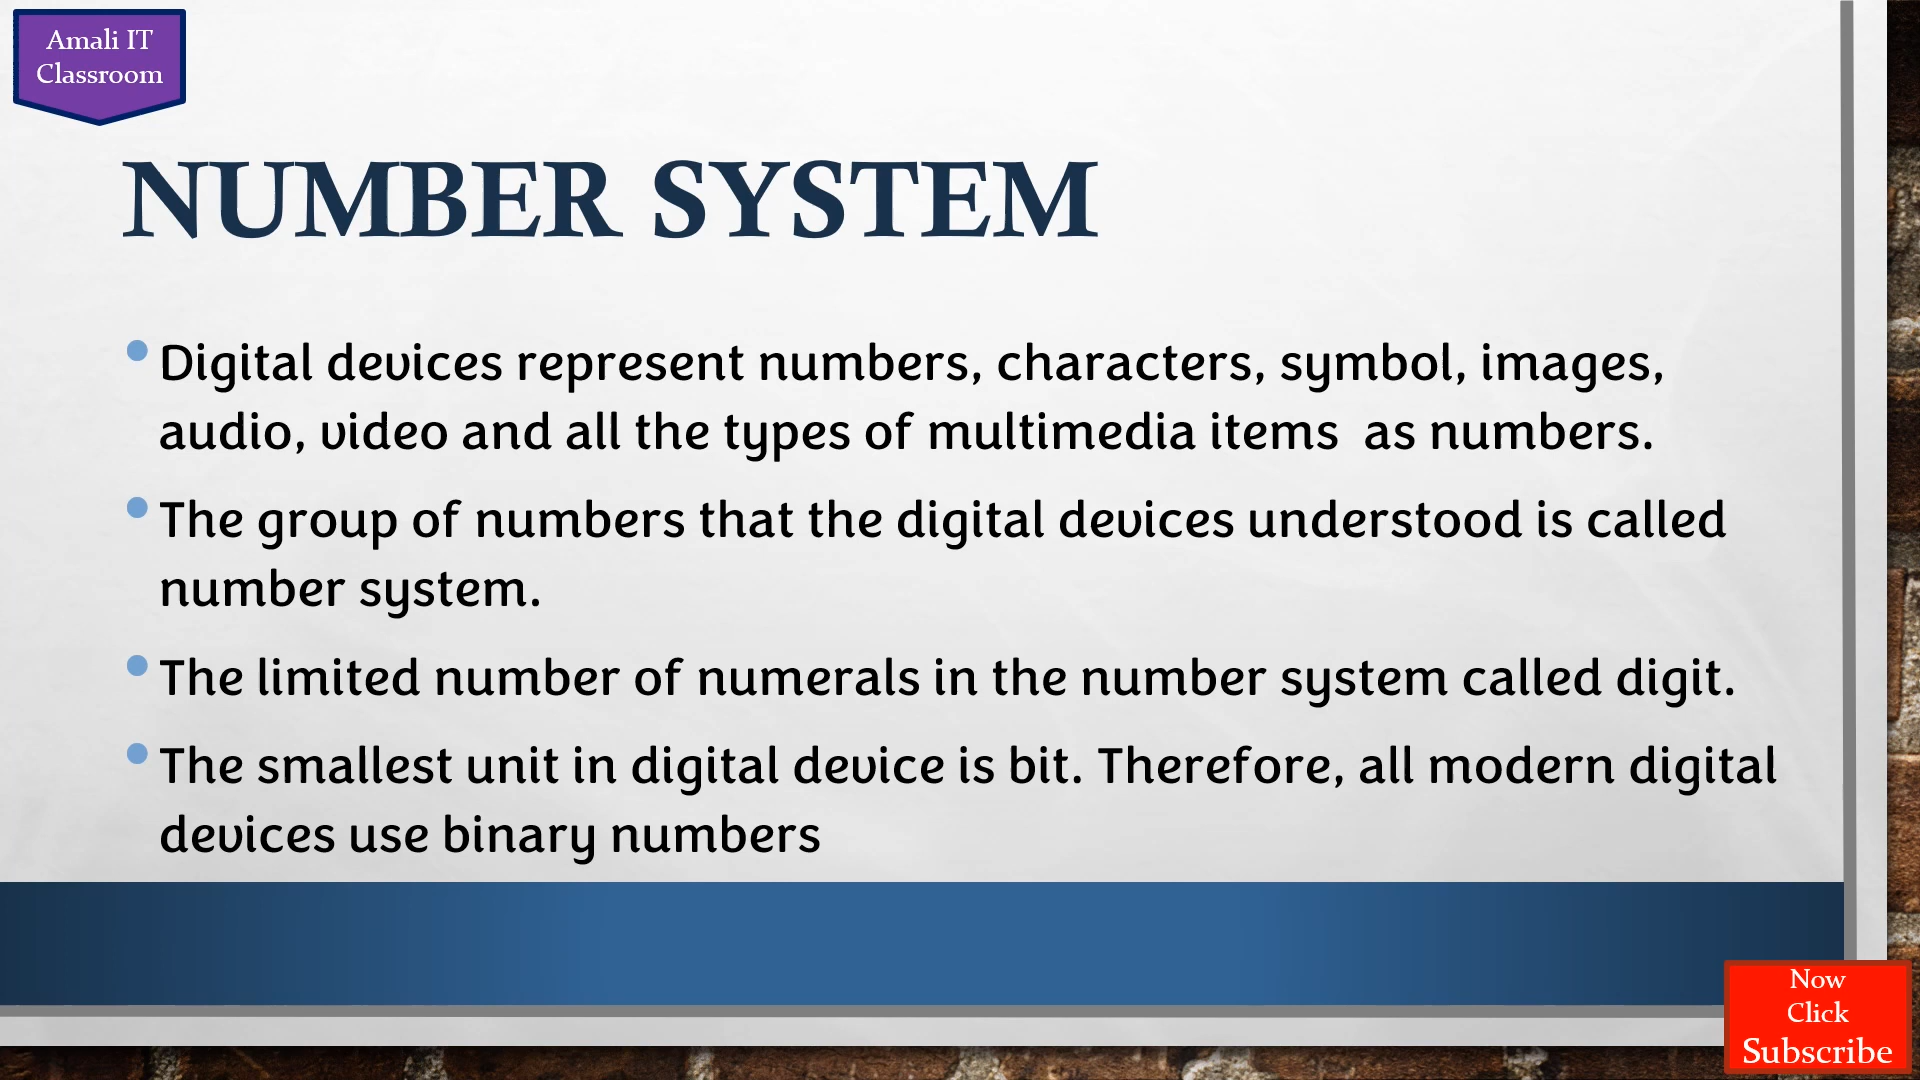 Amali IT
Classroom
NUMBER SYSTEM
• Digital devices represent numbers, characters, symbol, images,
audio, video and all the types of multimedia items  as numbers.
• The group of numbers that the digital devices understood is called
number system.
• The limited number of numerals in the number system called digit.
• The smallest unit in digital device is bit. Therefore, all modern digital
devices use binary numbers
Now
Click
Subscribe